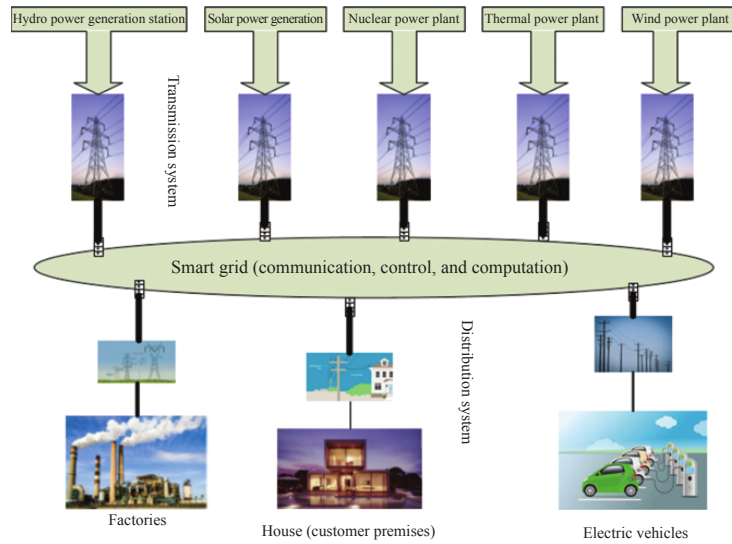 Hydro power generation station
Solar power generation
Nuclear power plant
Thermal power plant
Wind power plant
Transmission system
Smart grid (communication, control, and computation)
Distribution system
Factories
House (customer premises)
Electric vehicles